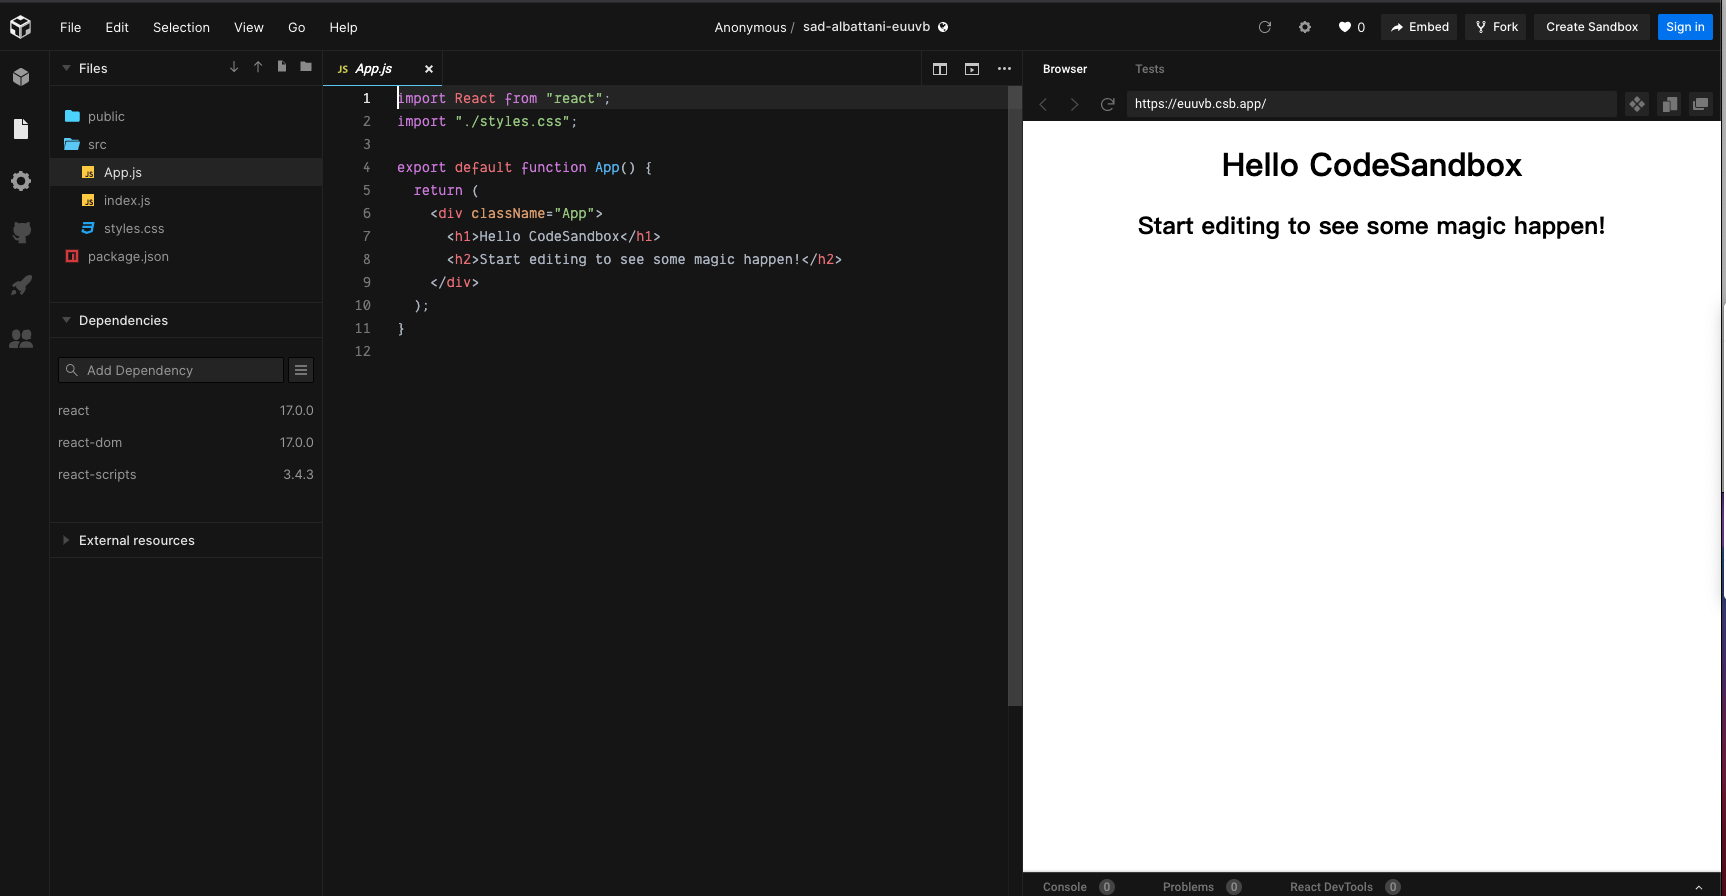 File Edit Selection View Go Help
Anonymous / sad-albattani-euuvb
0 Embed Fork Create Sandbox Sign in
Files
public
src
JS App.js
JS index.js
styles.css
package.json
Dependencies
Add Dependency
react 17.0.0
react-dom 17.0.0
react-scripts 3.4.3
External resources
JS App.js
1 import React from "react";
2 import "./styles.css";
3
4 export default function App() {
5 return (
6 <div className="App">
7 <h1>Hello CodeSandbox</h1>
8 <h2>Start editing to see some magic happen!</h2>
9 </div>
10 );
11 }
12
Browser Tests
https://euuvb.csb.app/
Hello CodeSandbox
Start editing to see some magic happen!
Console 0 Problems 0 React DevTools 0